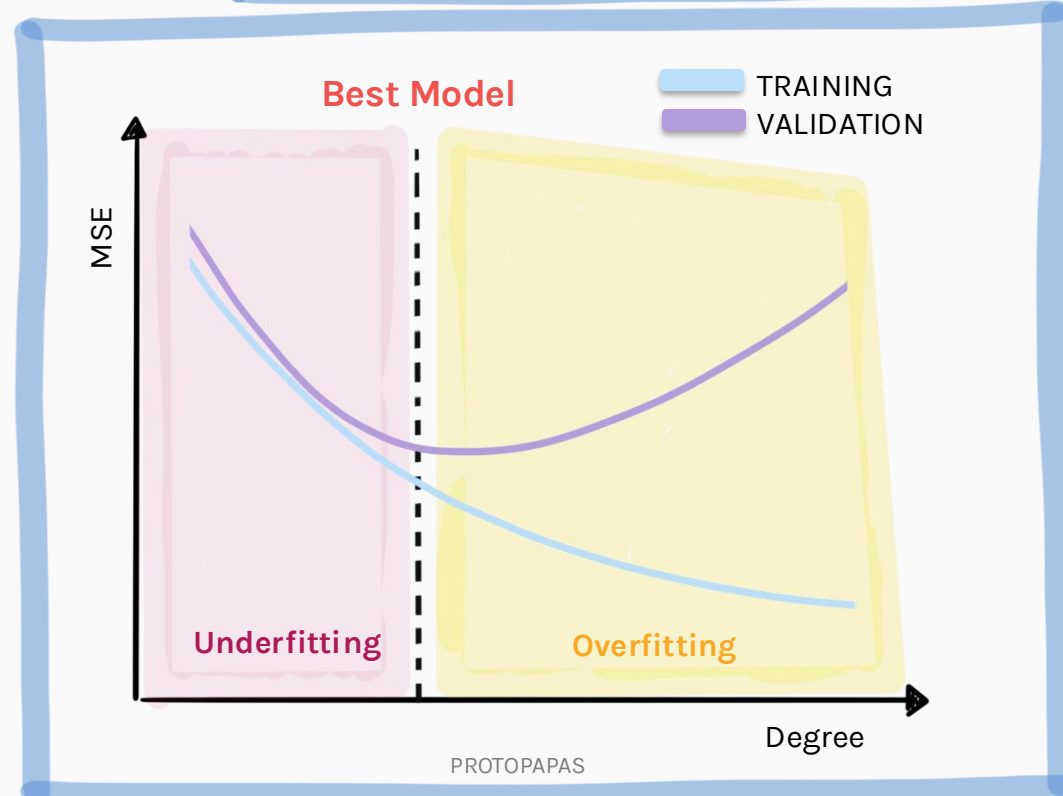 Best Model
TRAINING
VALIDATION
MSE
Underfitting
Overfitting
Degree
PROTOPAPAS